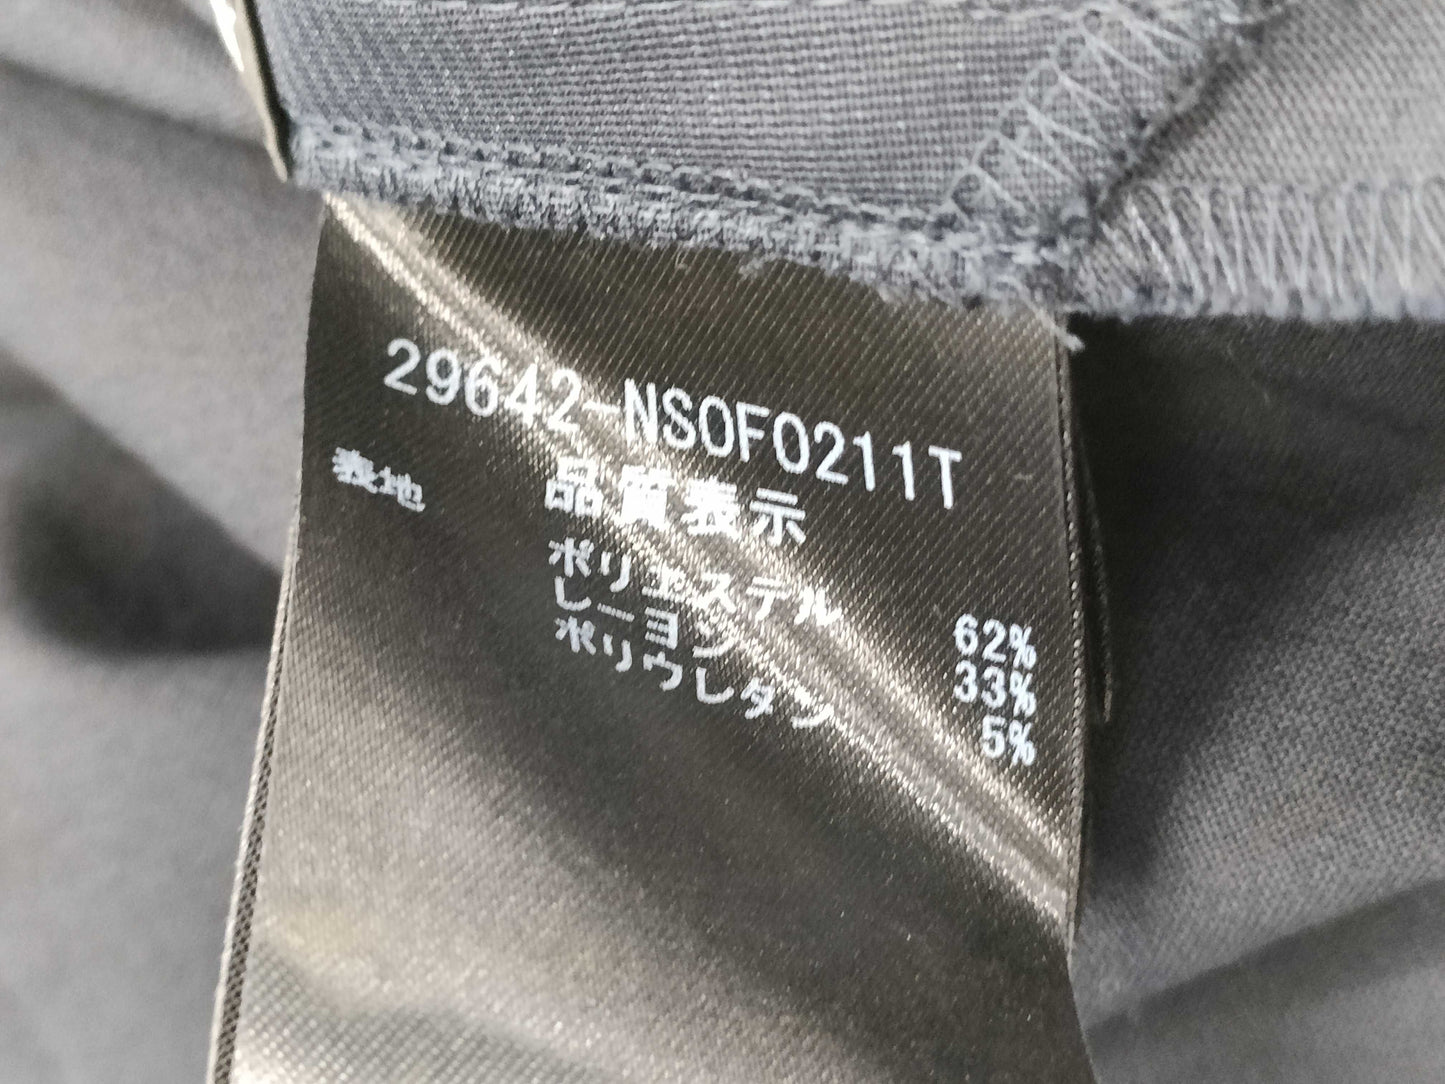 29642-NSOF0211T
品質表示
表地 ポリエステル 62%
レーヨン 33%
ポリウレタン 5%